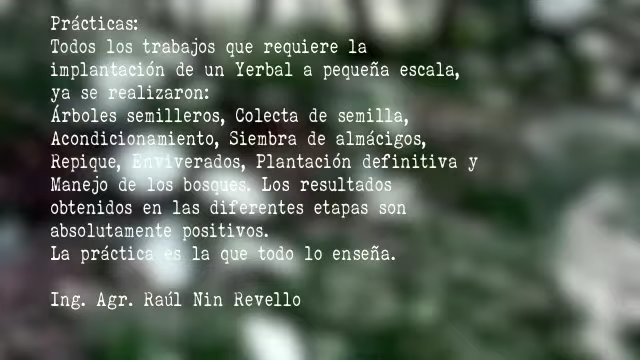 Prácticas:
Todos los trabajos que requiere la
implantación de un Yerbal a pequeña escala,
ya se realizaron:
Árboles semilleros, Colecta de semilla,
Acondicionamiento, Siembra de almácigos,
Repique, Enviverados, Plantación definitiva y
Manejo de los bosques. Los resultados
obtenidos en las diferentes etapas son
absolutamente positivos.
La práctica es la que todo lo enseña.
Ing. Agr. Raúl Nin Revello